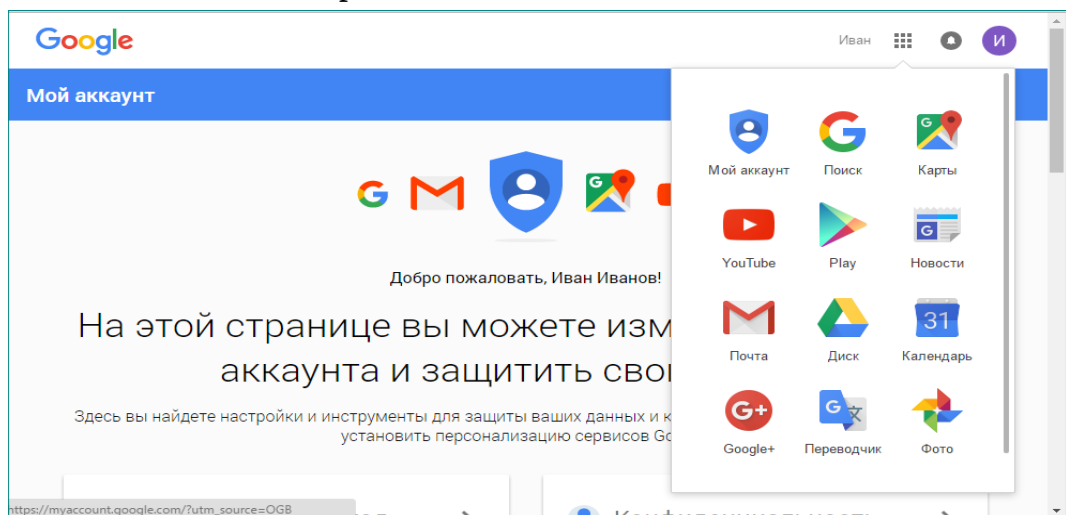 Google
Иван
И
Мой аккаунт
Добро пожаловать, Иван Иванов!
На этой странице вы можете изм
аккаунта и защитить сво
Здесь вы найдете настройки и инструменты для защиты ваших данных и к
установить персонализацию сервисов Go
Мой аккаунт Поиск Карты
YouTube Play Новости
31
Почта Диск Календарь
G+
Google+ Переводчик Фото
https://myaccount.google.com/?utm_source=OGB